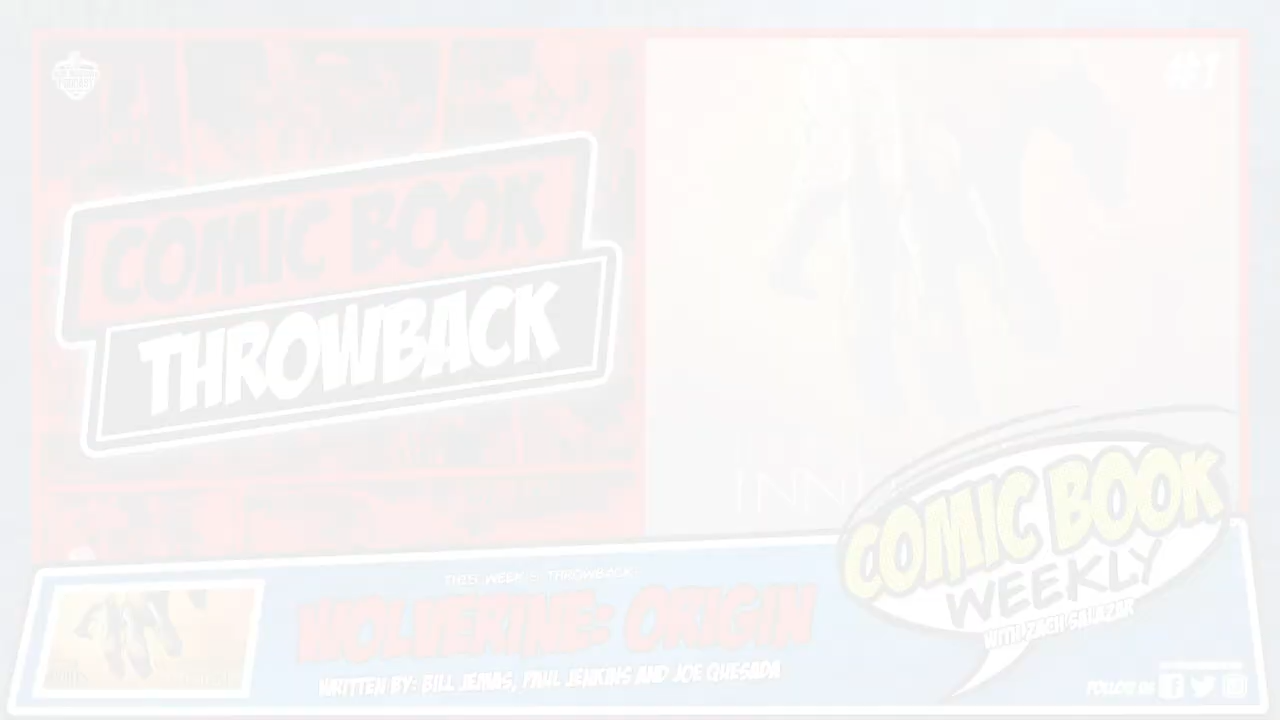 COMIC BOOK
THROWBACK
INN
COMIC BOOK
WEEKLY
WITH ZACH SALAZAR
THIS WEEK'S THROWBACK:
WOLVERINE: ORIGIN
WRITTEN BY: BILL JEMAS, PAUL JENKINS AND JOE QUESADA
FOLLOW US